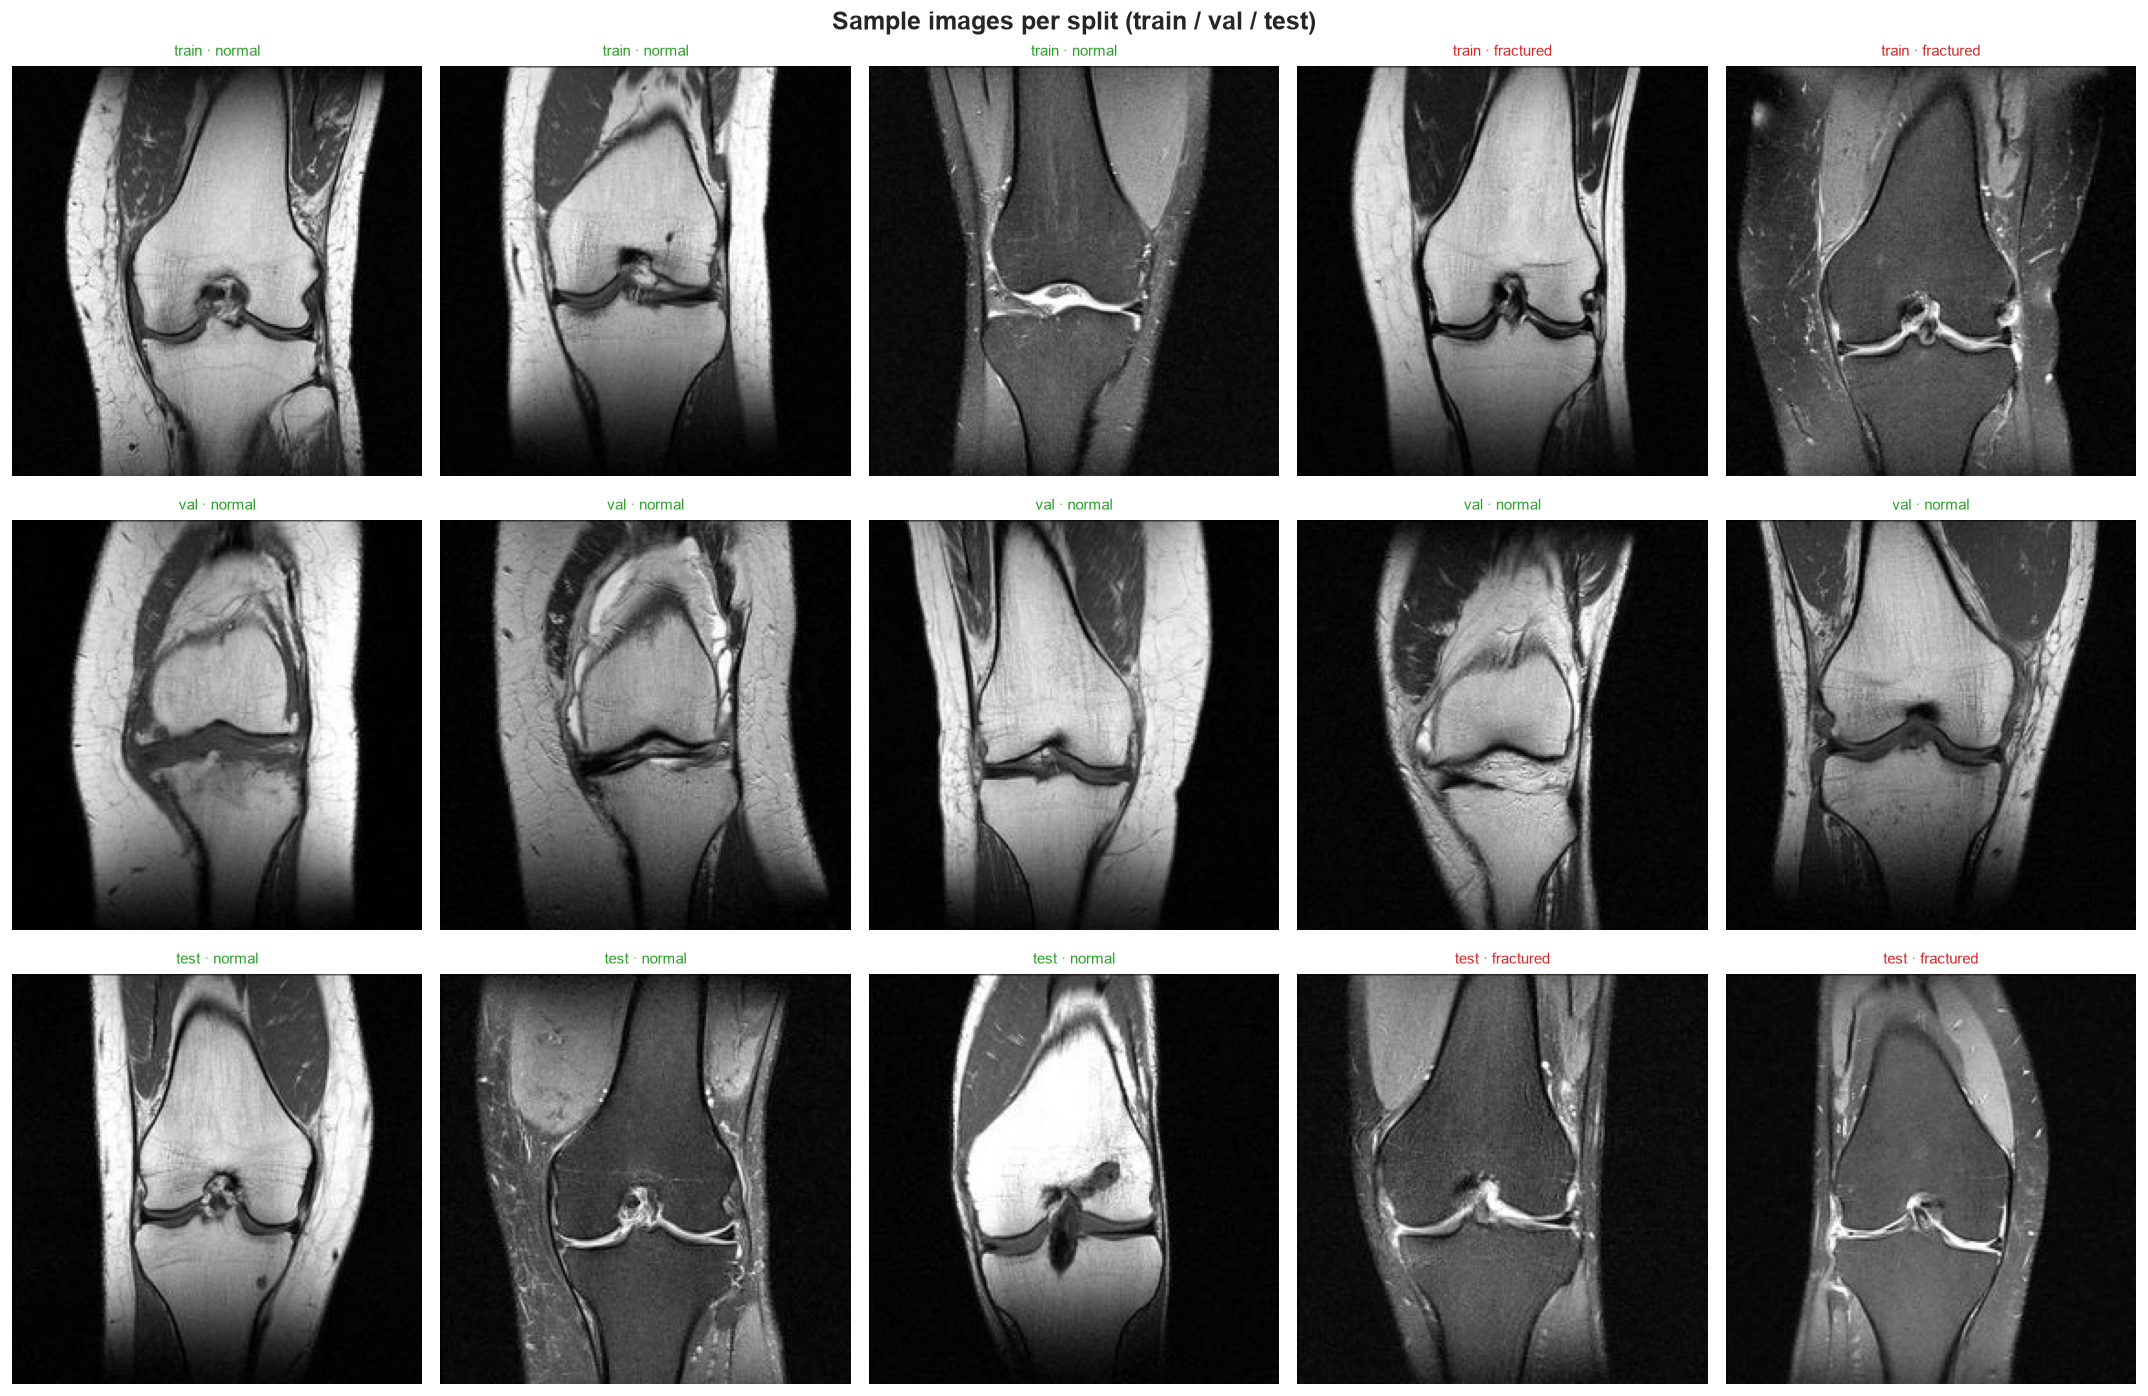 Sample images per split (train / val / test)
train · normal
train · normal
train · normal
train · fractured
train · fractured
val · normal
val · normal
val · normal
val · normal
val · normal
test · normal
test · normal
test · normal
test · fractured
test · fractured